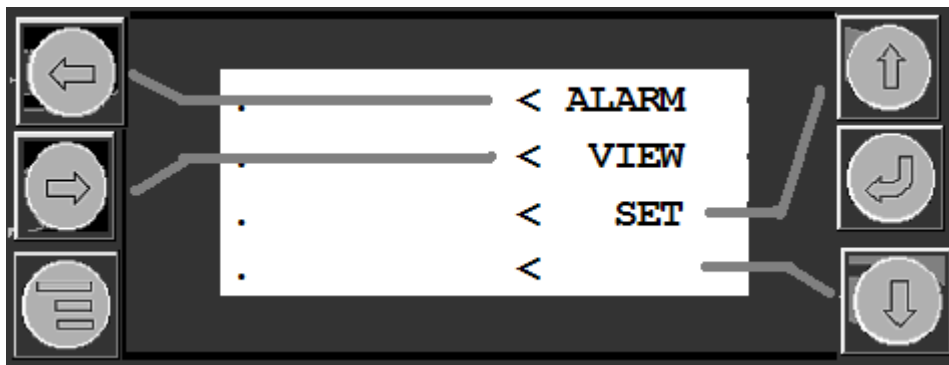 . < ALARM
. < VIEW
. < SET
. <